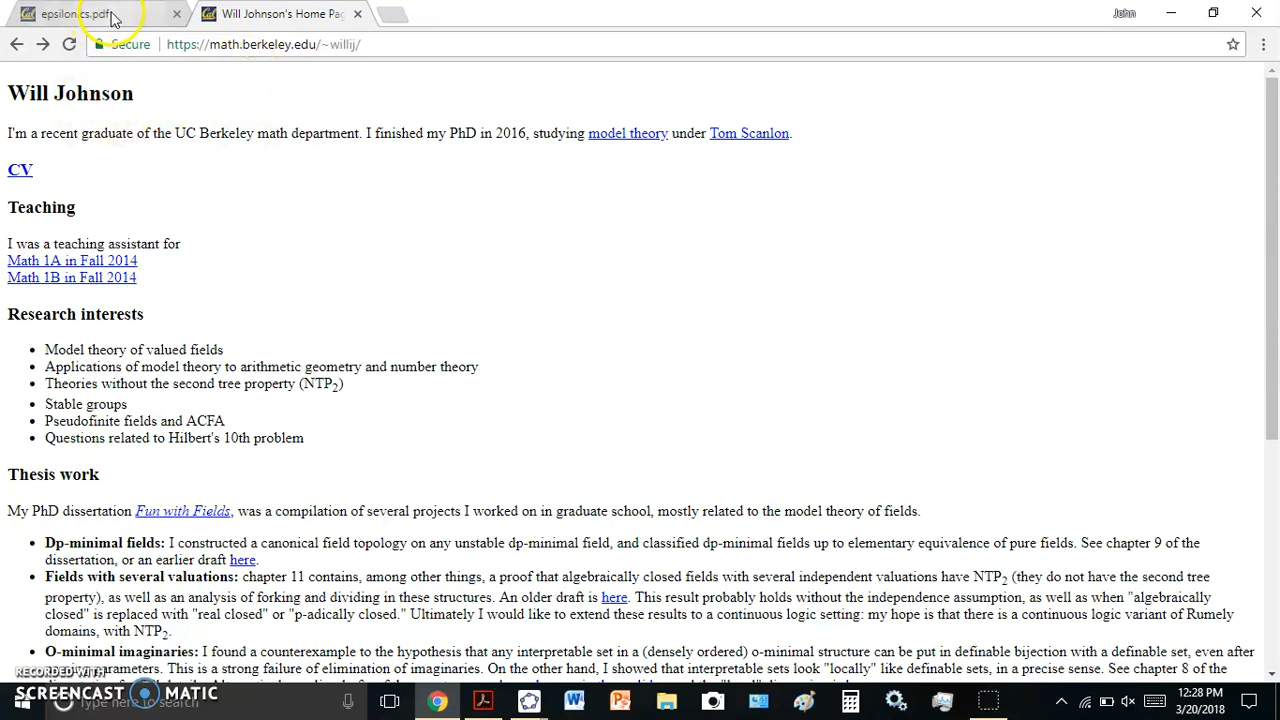 epsilonics.pdf
Will Johnson's Home Pag
John
Secure
https://math.berkeley.edu/~willij/
Will Johnson
I'm a recent graduate of the UC Berkeley math department. I finished my PhD in 2016, studying model theory under Tom Scanlon.
CV
Teaching
I was a teaching assistant for
Math 1A in Fall 2014
Math 1B in Fall 2014
Research interests
Model theory of valued fields
Applications of model theory to arithmetic geometry and number theory
Theories without the second tree property (NTP2)
Stable groups
Pseudofinite fields and ACFA
Questions related to Hilbert's 10th problem
Thesis work
My PhD dissertation Fun with Fields, was a compilation of several projects I worked on in graduate school, mostly related to the model theory of fields.
Dp-minimal fields: I constructed a canonical field topology on any unstable dp-minimal field, and classified dp-minimal fields up to elementary equivalence of pure fields. See chapter 9 of the
dissertation, or an earlier draft here.
Fields with several valuations: chapter 11 contains, among other things, a proof that algebraically closed fields with several independent valuations have NTP2 (they do not have the second tree
property), as well as an analysis of forking and dividing in these structures. An older draft is here. This result probably holds without the independence assumption, as well as when "algebraically
closed" is replaced with "real closed" or "p-adically closed." Ultimately I would like to extend these results to a continuous logic setting: my hope is that there is a continuous logic variant of Rumely
domains, with NTP2.
O-minimal imaginaries: I found a counterexample to the hypothesis that any interpretable set in a (densely ordered) o-minimal structure can be put in definable bijection with a definable set, even after
parameters. This is a strong failure of elimination of imaginaries. On the other hand, I showed that interpretable sets look "locally" like definable sets, in a precise sense. See chapter 8 of the
RECORDED WITH
SCREENCAST MATIC
Type here to search
12:28 PM
3/20/2018